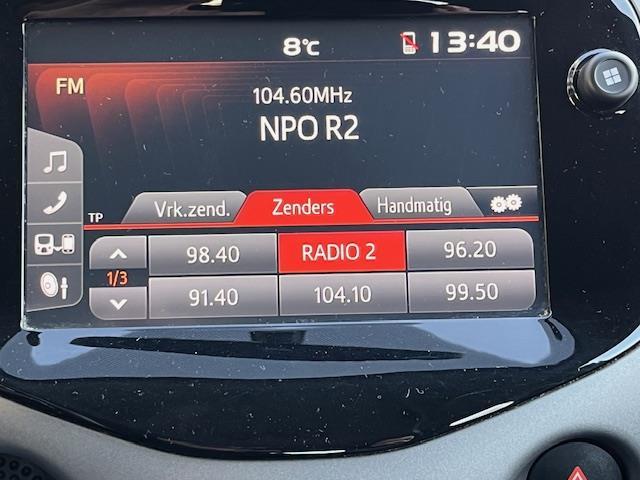 8°C 13:40
FM
104.60MHz
NPO R2
TP
Vrk.zend. Zenders Handmatig
98.40 RADIO 2 96.20
1/3
91.40 104.10 99.50